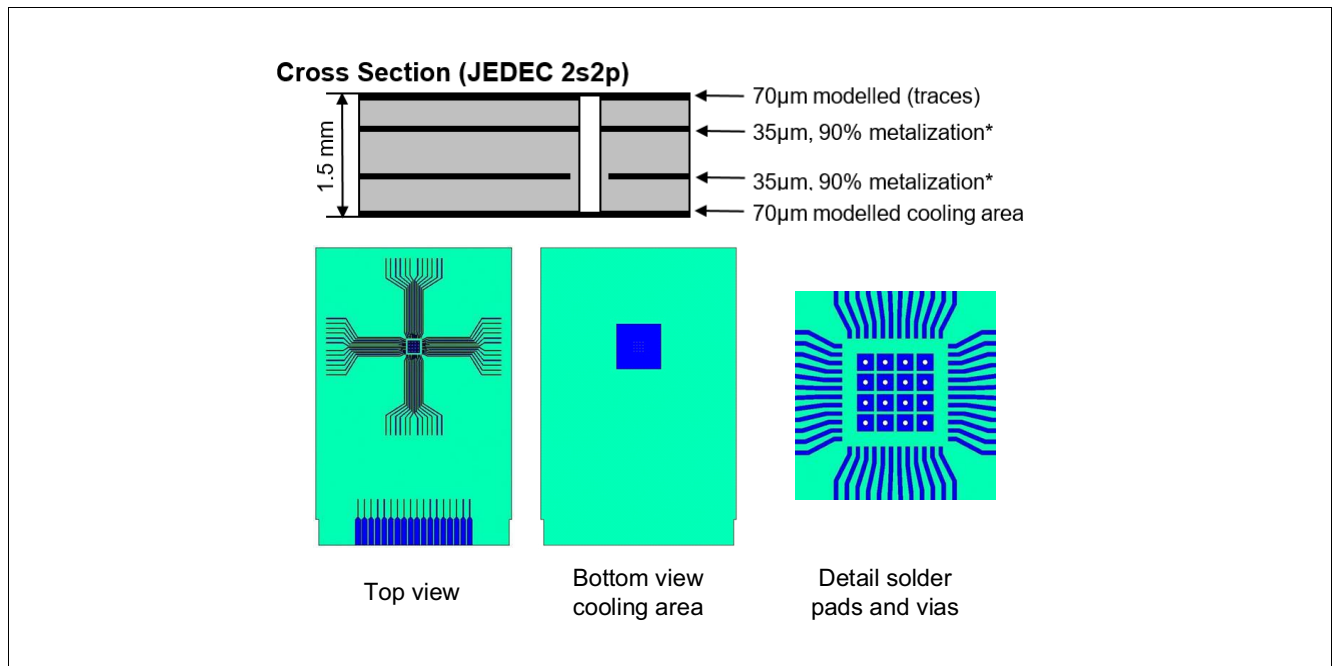 Cross Section (JEDEC 2s2p)
1.5 mm
70µm modelled (traces)
35µm, 90% metalization*
35µm, 90% metalization*
70µm modelled cooling area
Top view
Bottom view
cooling area
Detail solder
pads and vias